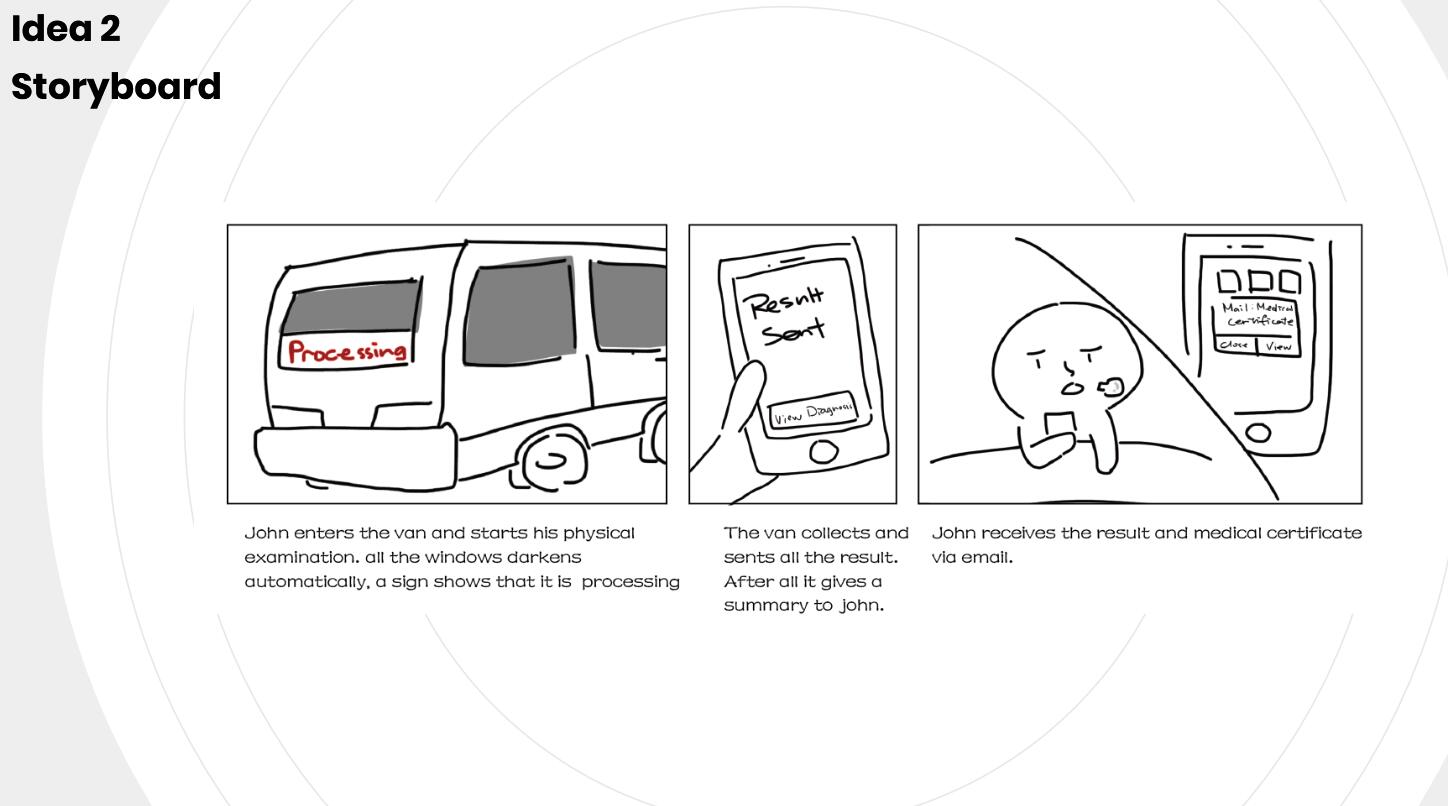 Idea 2
Storyboard
Processing
Result
Sent
View Diagnosis
Mail: Medical
Certificate
Close View
John enters the van and starts his physical
examination. all the windows darkens
automatically, a sign shows that it is processing
The van collects and
sents all the result.
After all it gives a
summary to john.
John receives the result and medical certificate
via email.